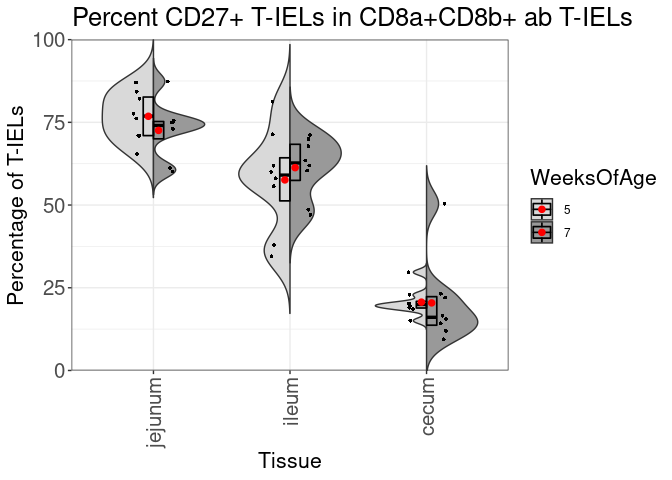 Percent CD27+ T-IELs in CD8a+CD8b+ ab T-IELs
100
75
50
25
0
Percentage of T-IELs
jejunum
ileum
cecum
Tissue
WeeksOfAge
5
7